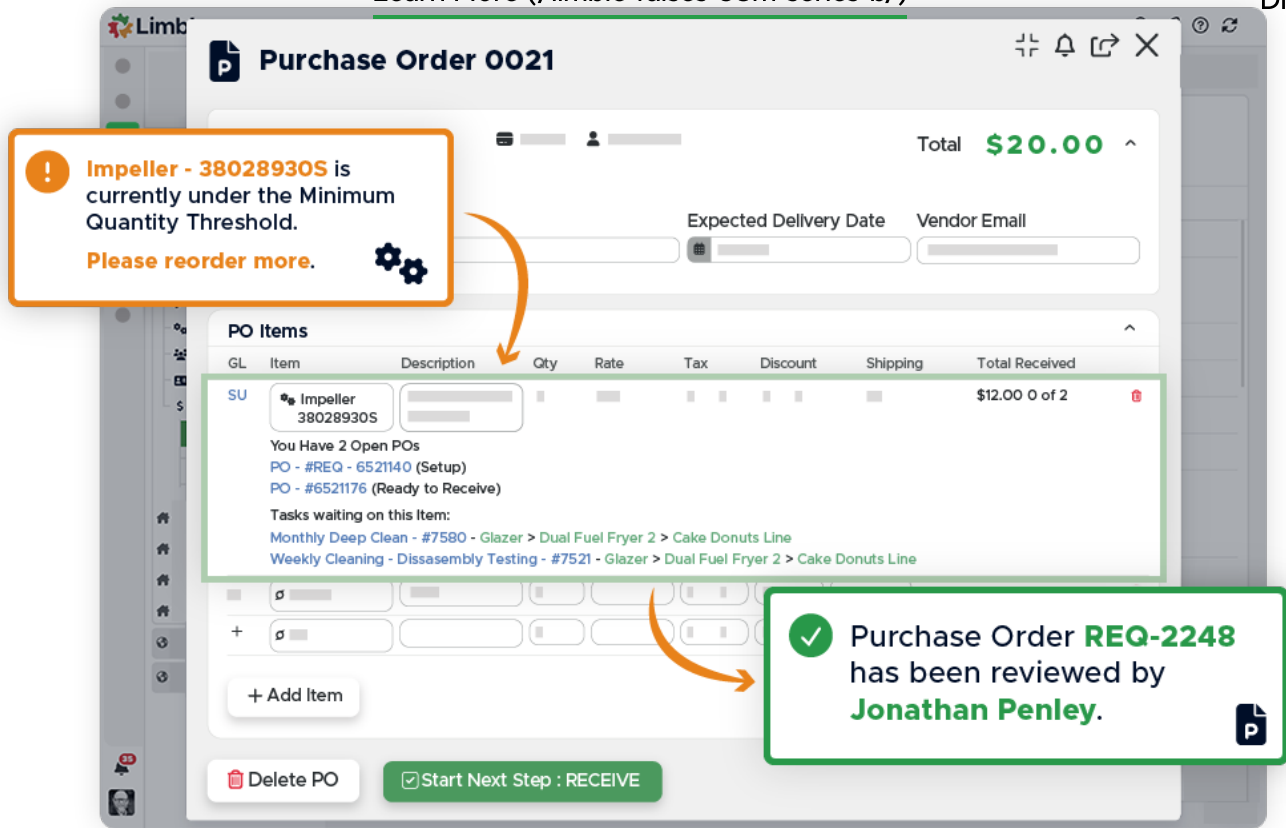 Limb
Purchase Order 0021
Total $20.00
Impeller - 38028930S is
currently under the Minimum
Quantity Threshold.
Please reorder more.
Expected Delivery Date
Vendor Email
PO Items
GL Item Description Qty Rate Tax Discount Shipping Total Received
SU Impeller $12.00 0 of 2
38028930S
You Have 2 Open POs
PO - #REQ - 6521140 (Setup)
PO - #6521176 (Ready to Receive)
Tasks waiting on this Item:
Monthly Deep Clean - #7580 - Glazer > Dual Fuel Fryer 2 > Cake Donuts Line
Weekly Cleaning - Dissasembly Testing - #7521 - Glazer > Dual Fuel Fryer 2 > Cake Donuts Line
+ Add Item
Purchase Order REQ-2248
has been reviewed by
Jonathan Penley.
35
Delete PO
Start Next Step : RECEIVE